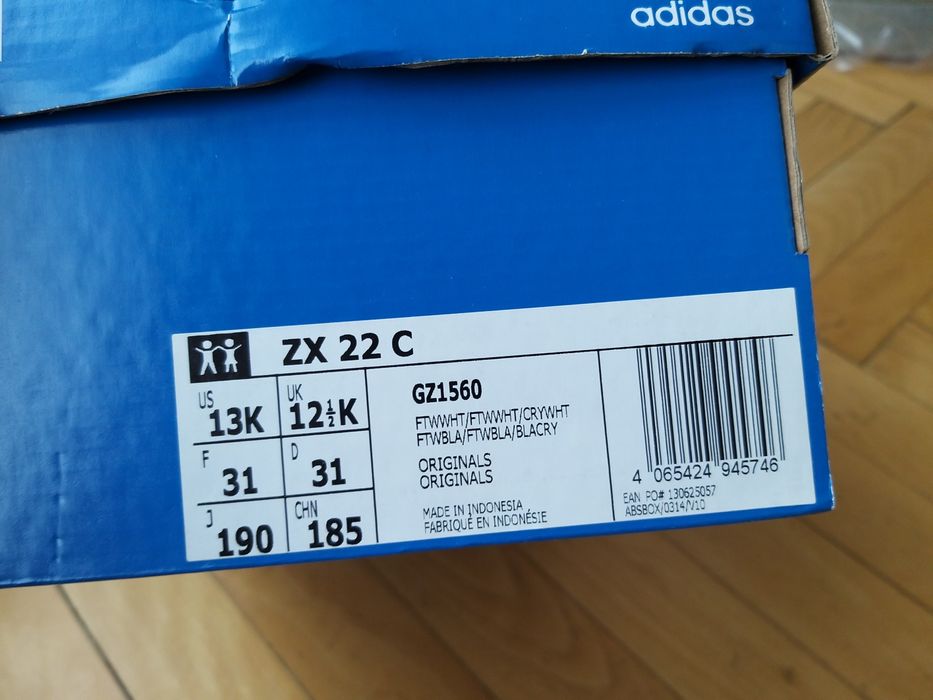 adidas
ZX 22 C
US 13K
UK 12½K
F 31
D 31
J 190
CHN 185
GZ1560
FTWWHT/FTWWHT/CRYWHT
FTWBLA/FTWBLA/BLACRY
ORIGINALS
ORIGINALS
MADE IN INDONESIA
FABRIQUÉ EN INDONÉSIE
4 065424 945746
EAN PO# 130625057
ABSBOX/0314/V10